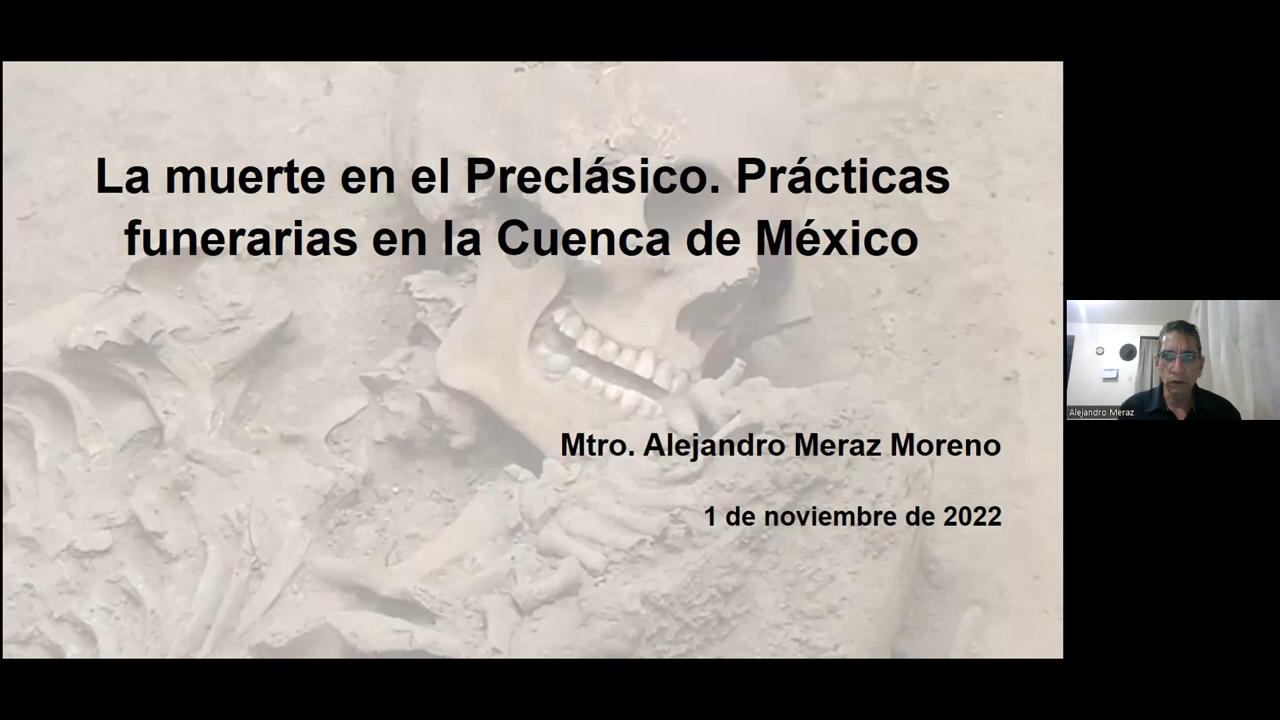 La muerte en el Preclásico. Prácticas
funerarias en la Cuenca de México
Mtro. Alejandro Meraz Moreno
1 de noviembre de 2022
Alejandro Meraz